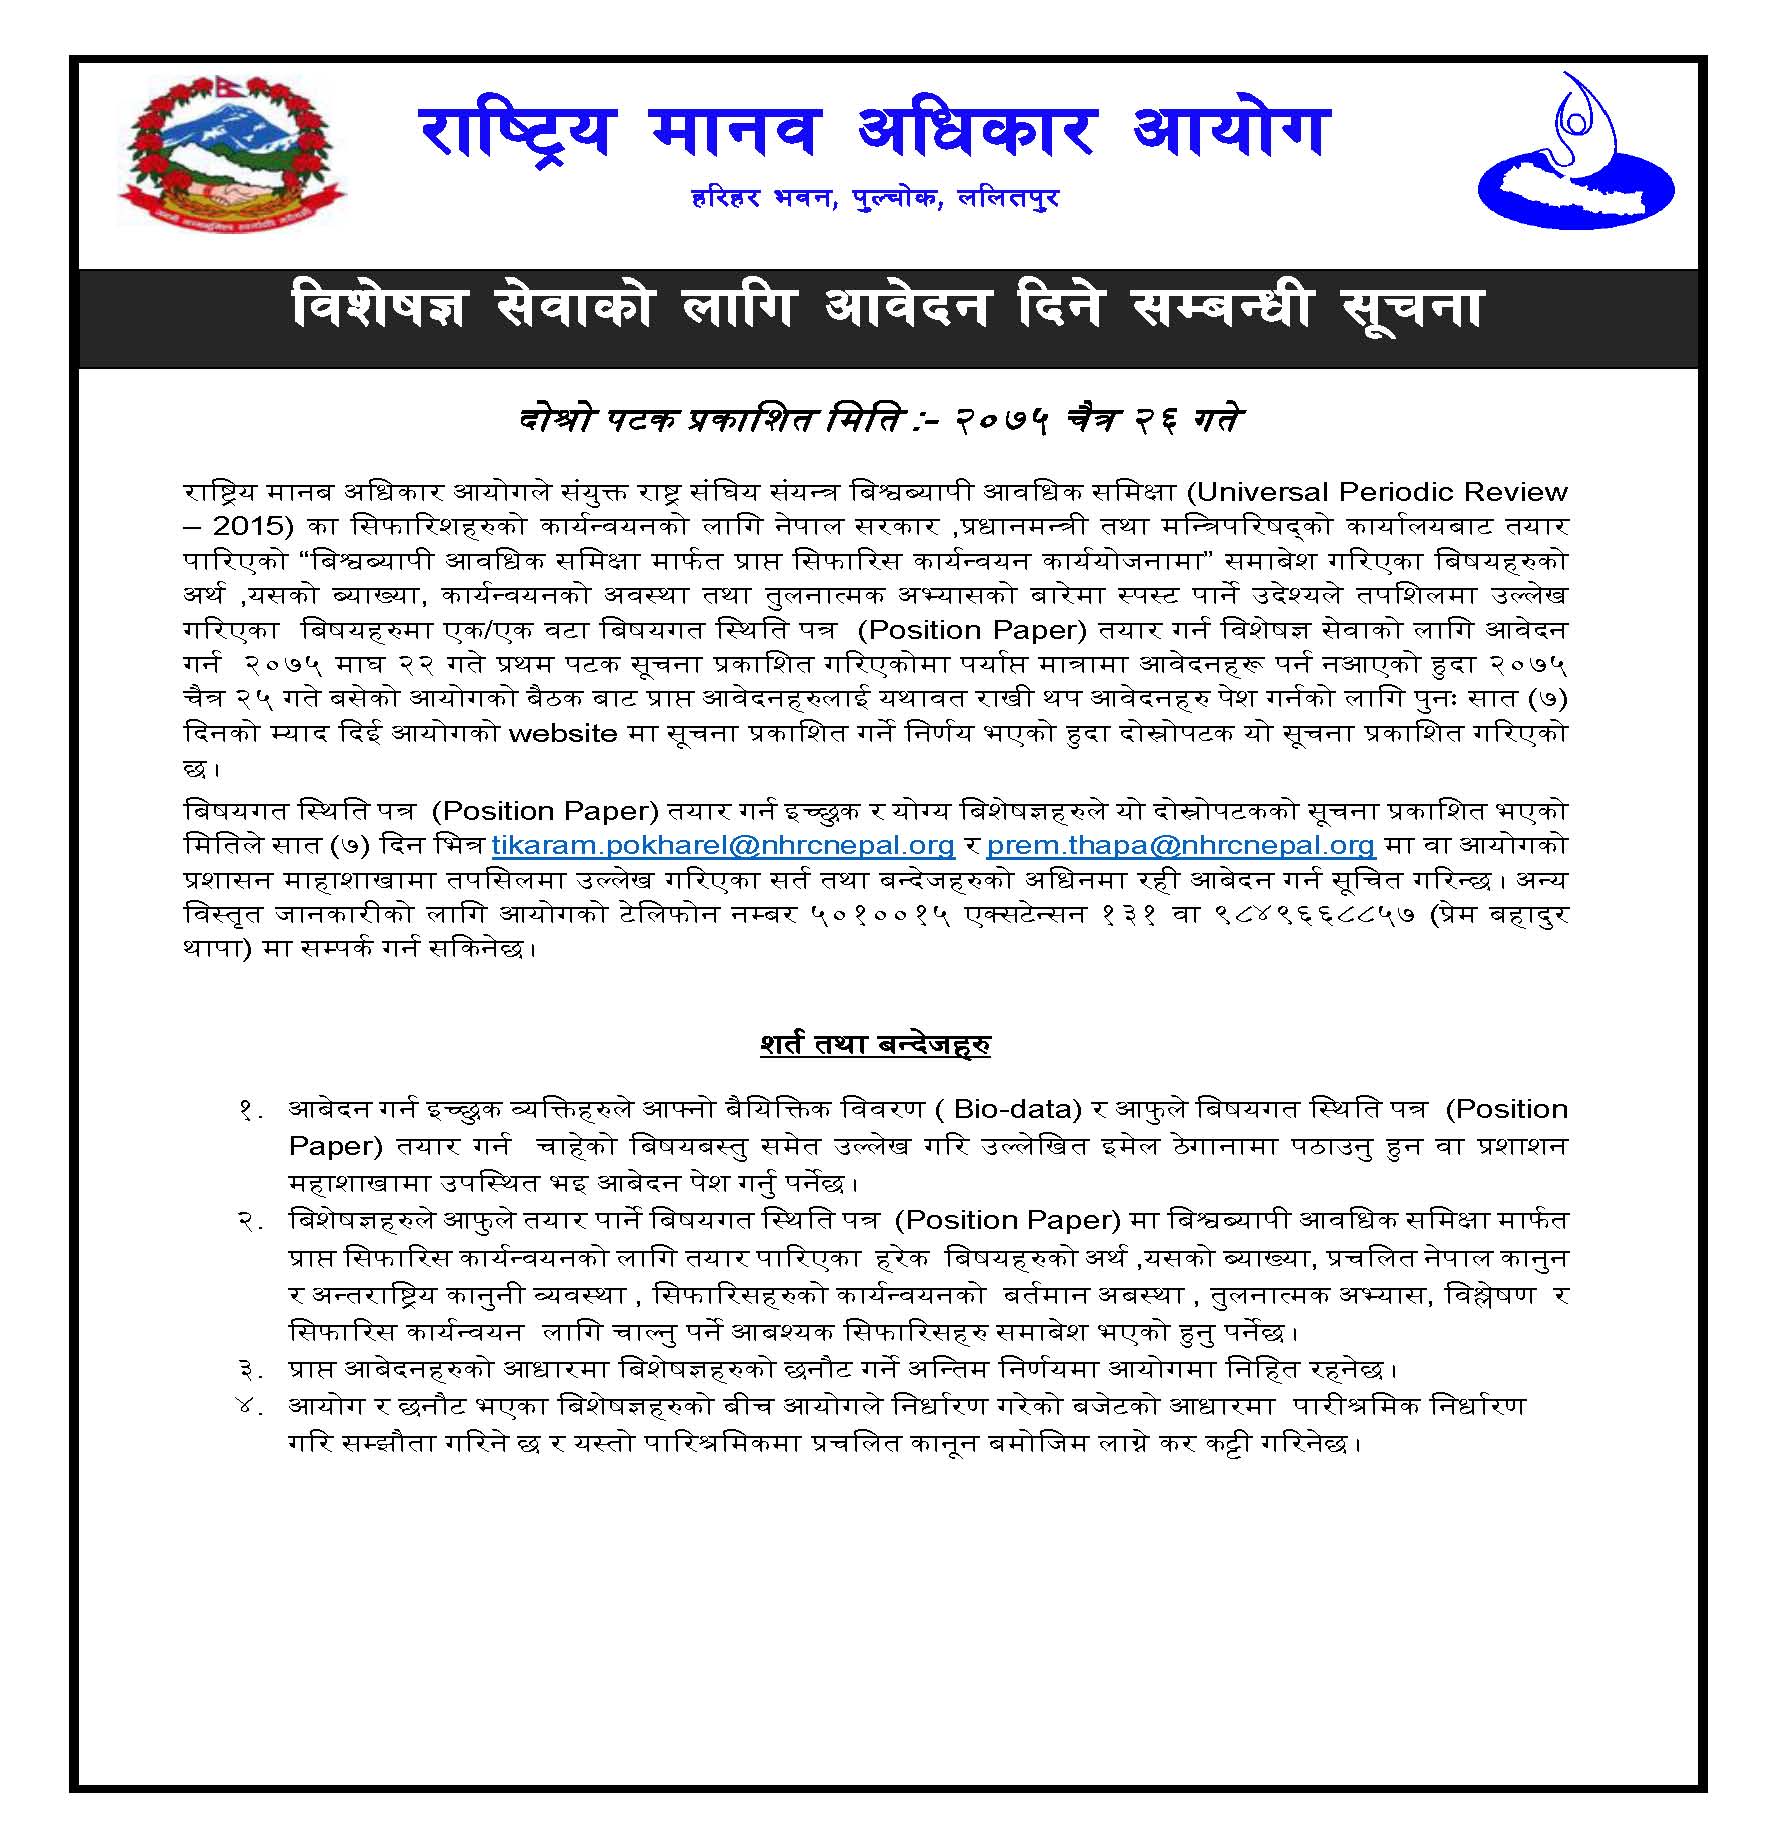 राष्ट्रिय मानव अधिकार आयोग
हरिहर भवन, पुल्चोक, ललितपुर
विशेषज्ञ सेवाको लागि आवेदन दिने सम्बन्धी सूचना
दोश्रो पटक प्रकाशित मिति :- २०७५ चैत्र २६ गते
राष्ट्रिय मानब अधिकार आयोगले संयुक्त राष्ट्र संघिय संयन्त्र बिश्वब्यापी आवधिक समिक्षा (Universal Periodic Review
– 2015) का सिफारिशहरुको कार्यन्वयनको लागि नेपाल सरकार ,प्रधानमन्त्री तथा मन्त्रिपरिषद्को कार्यालयबाट तयार
पारिएको “बिश्वब्यापी आवधिक समिक्षा मार्फत प्राप्त सिफारिस कार्यन्वयन कार्ययोजनामा” समाबेश गरिएका बिषयहरुको
अर्थ ,यसको ब्याख्या, कार्यन्वयनको अवस्था तथा तुलनात्मक अभ्यासको बारेमा स्पस्ट पार्ने उदेश्यले तपशिलमा उल्लेख
गरिएका बिषयहरुमा एक/एक वटा बिषयगत स्थिति पत्र (Position Paper) तयार गर्न विशेषज्ञ सेवाको लागि आवेदन
गर्न २०७५ माघ २२ गते प्रथम पटक सूचना प्रकाशित गरिएकोमा पर्याप्त मात्रामा आवेदनहरू पर्न नआएको हुदा २०७५
चैत्र २५ गते बसेको आयोगको बैठक बाट प्राप्त आवेदनहरुलाई यथावत राखी थप आवेदनहरु पेश गर्नको लागि पुनः सात (७)
दिनको म्याद दिई आयोगको website मा सूचना प्रकाशित गर्ने निर्णय भएको हुदा दोस्रोपटक यो सूचना प्रकाशित गरिएको
छ।
बिषयगत स्थिति पत्र (Position Paper) तयार गर्न इच्छुक र योग्य बिशेषज्ञहरुले यो दोस्रोपटकको सूचना प्रकाशित भएको
मितिले सात (७) दिन भित्र tikaram.pokharel@nhrcnepal.org र prem.thapa@nhrcnepal.org मा वा आयोगको
प्रशासन माहाशाखामा तपसिलमा उल्लेख गरिएका सर्त तथा बन्देजहरुको अधिनमा रही आबेदन गर्न सूचित गरिन्छ। अन्य
विस्तृत जानकारीको लागि आयोगको टेलिफोन नम्बर ५०१००१५ एक्सटेन्सन १३१ वा ९८४९६६८८५७ (प्रेम बहादुर
थापा) मा सम्पर्क गर्न सकिनेछ।
शर्त तथा बन्देजहरु
१. आबेदन गर्न इच्छुक व्यक्तिहरुले आफ्नो बैयिक्तिक विवरण ( Bio-data) र आफुले बिषयगत स्थिति पत्र (Position
Paper) तयार गर्न चाहेको बिषयबस्तु समेत उल्लेख गरि उल्लेखित इमेल ठेगानामा पठाउनु हुन वा प्रशाशन
महाशाखामा उपस्थित भइ आबेदन पेश गर्नु पर्नेछ।
२. बिशेषज्ञहरुले आफुले तयार पार्ने बिषयगत स्थिति पत्र (Position Paper) मा बिश्वब्यापी आवधिक समिक्षा मार्फत
प्राप्त सिफारिस कार्यन्वयनको लागि तयार पारिएका हरेक बिषयहरुको अर्थ ,यसको ब्याख्या, प्रचलित नेपाल कानुन
र अन्तराष्ट्रिय कानुनी ब्यवस्था , सिफारिसहरुको कार्यन्वयनको बर्तमान अबस्था , तुलनात्मक अभ्यास, विश्लेषण र
सिफारिस कार्यन्वयन लागि चाल्नु पर्ने आबश्यक सिफारिसहरु समाबेश भएको हुनु पर्नेछ।
३. प्राप्त आबेदनहरुको आधारमा बिशेषज्ञहरुको छनौट गर्ने अन्तिम निर्णयमा आयोगमा निहित रहनेछ।
४. आयोग र छनौट भएका बिशेषज्ञहरुको बीच आयोगले निर्धारण गरेको बजेटको आधारमा पारीश्रमिक निर्धारण
गरि सम्झौता गरिने छ र यस्तो पारिश्रमिकमा प्रचलित कानून बमोजिम लाग्ने कर कट्टी गरिनेछ।